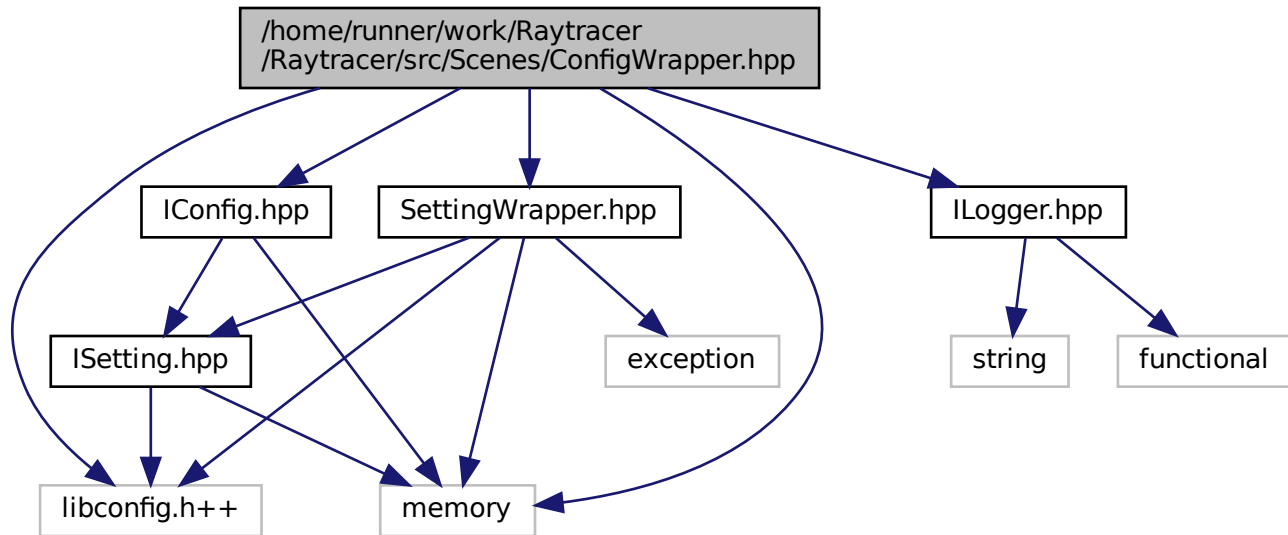 /home/runner/work/Raytracer
/Raytracer/src/Scenes/ConfigWrapper.hpp
IConfig.hpp
SettingWrapper.hpp
ILogger.hpp
ISetting.hpp
exception
string
functional
libconfig.h++
memory